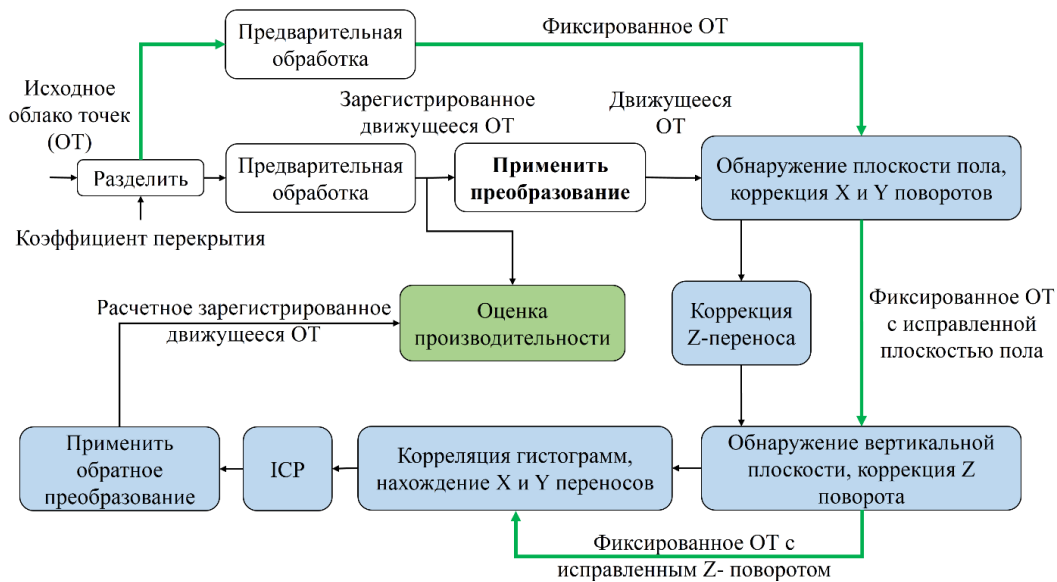 Предварительная
обработка
Фиксированное ОТ
Исходное
облако точек
(ОТ)
Зарегистрированное
движущееся ОТ
Движущееся
ОТ
Разделить
Предварительная
обработка
Применить
преобразование
Обнаружение плоскости пола,
коррекция X и Y поворотов
Коэффициент перекрытия
Расчетное зарегистрированное
движущееся ОТ
Оценка
производительности
Коррекция
Z-переноса
Фиксированное ОТ
с исправленной
плоскостью пола
Применить
обратное
преобразование
ICP
Корреляция гистограмм,
нахождение X и Y переносов
Обнаружение вертикальной
плоскости, коррекция Z
поворота
Фиксированное ОТ с
исправленным Z- поворотом